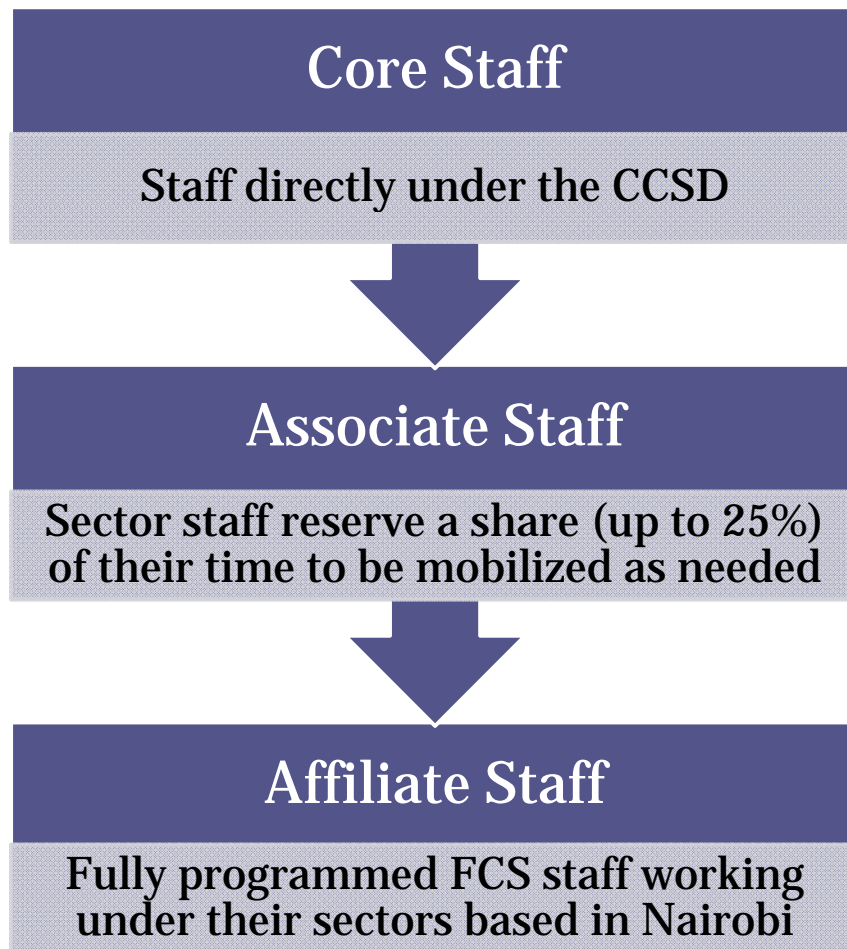 Core Staff
Staff directly under the CCSD
Associate Staff
Sector staff reserve a share (up to 25%)
of their time to be mobilized as needed
Affiliate Staff
Fully programmed FCS staff working
under their sectors based in Nairobi